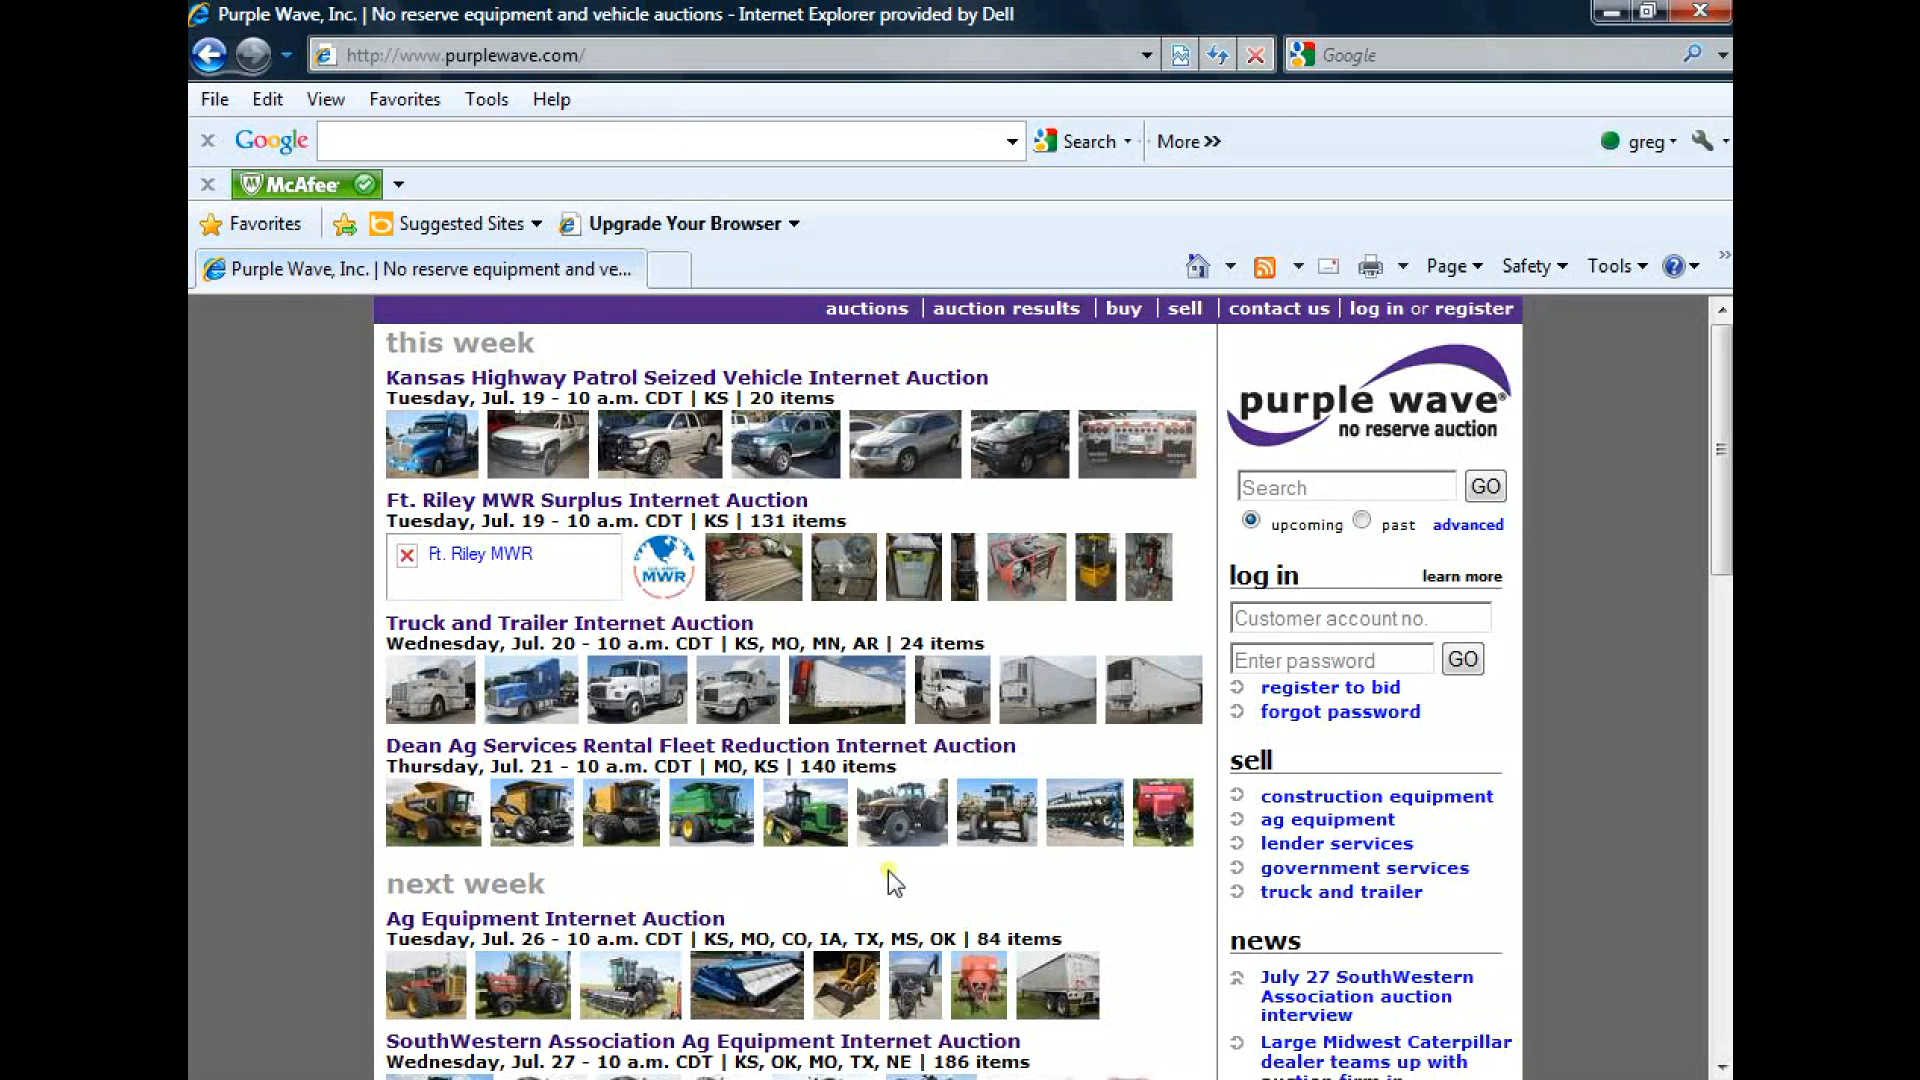 Purple Wave, Inc. | No reserve equipment and vehicle auctions - Internet Explorer provided by Dell
http://www.purplewave.com/
Google
File Edit View Favorites Tools Help
Google Search More >> greg
McAfee
Favorites Suggested Sites Upgrade Your Browser
Purple Wave, Inc. | No reserve equipment and ve...
Page Safety Tools
auctions | auction results | buy | sell | contact us | log in or register
this week
Kansas Highway Patrol Seized Vehicle Internet Auction
Tuesday, Jul. 19 - 10 a.m. CDT | KS | 20 items
Ft. Riley MWR Surplus Internet Auction
Tuesday, Jul. 19 - 10 a.m. CDT | KS | 131 items
Ft. Riley MWR
MWR
Truck and Trailer Internet Auction
Wednesday, Jul. 20 - 10 a.m. CDT | KS, MO, MN, AR | 24 items
Dean Ag Services Rental Fleet Reduction Internet Auction
Thursday, Jul. 21 - 10 a.m. CDT | MO, KS | 140 items
next week
Ag Equipment Internet Auction
Tuesday, Jul. 26 - 10 a.m. CDT | KS, MO, CO, IA, TX, MS, OK | 84 items
SouthWestern Association Ag Equipment Internet Auction
Wednesday, Jul. 27 - 10 a.m. CDT | KS, OK, MO, TX, NE | 186 items
purple wave®
no reserve auction
Search GO
upcoming past advanced
log in learn more
Customer account no.
Enter password GO
register to bid
forgot password
sell
construction equipment
ag equipment
lender services
government services
truck and trailer
news
July 27 SouthWestern
Association auction
interview
Large Midwest Caterpillar
dealer teams up with